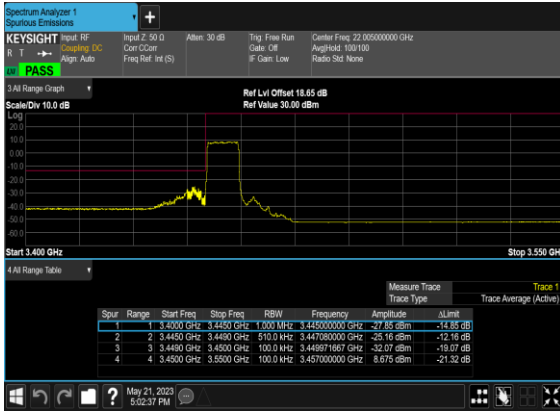 Spectrum Analyzer 1
Spurious Emissions
+
KEYSIGHT Input: RF Input Z: 50 Ω Atten: 30 dB Trig: Free Run Center Freq: 22.005000000 GHz
R T Coupling: DC Corr CCorr Gate: Off Avg|Hold: 100/100
Align: Auto Freq Ref: Int (S) IF Gain: Low Radio Std: None
PASS
3 All Range Graph
Ref Lvl Offset 18.65 dB
Scale/Div 10.0 dB Ref Value 30.00 dBm
Log
20.0
10.0
0.00
-10.0
-20.0
-30.0
-40.0
-50.0
-60.0
Start 3.400 GHz Stop 3.550 GH
4 All Range Table
Measure Trace Trace 1
Trace Type Trace Average (Active)
Spur Range Start Freq Stop Freq RBW Frequency Amplitude ΔLimit
1 1 3.4000 GHz 3.4450 GHz 1.000 MHz 3.445000000 GHz -27.85 dBm -14.85 dB
2 2 3.4450 GHz 3.4490 GHz 510.0 kHz 3.447080000 GHz -25.16 dBm -12.16 dB
3 3 3.4490 GHz 3.4500 GHz 100.0 kHz 3.449971667 GHz -32.07 dBm -19.07 dB
4 4 3.4500 GHz 3.5500 GHz 100.0 kHz 3.457000000 GHz 8.675 dBm -21.32 dB
? May 21, 2023
5:02:37 PM